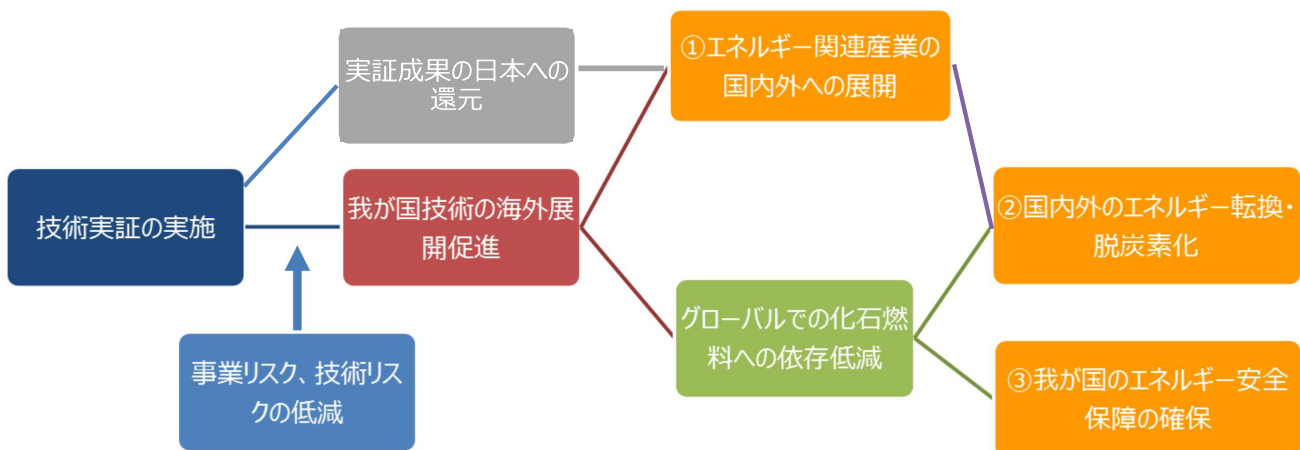 実証成果の日本への
還元
①エネルギー関連産業の
国内外への展開
技術実証の実施
我が国技術の海外展
開促進
②国内外のエネルギー転換・
脱炭素化
グローバルでの化石燃
料への依存低減
事業リスク、技術リス
クの低減
③我が国のエネルギー安全
保障の確保